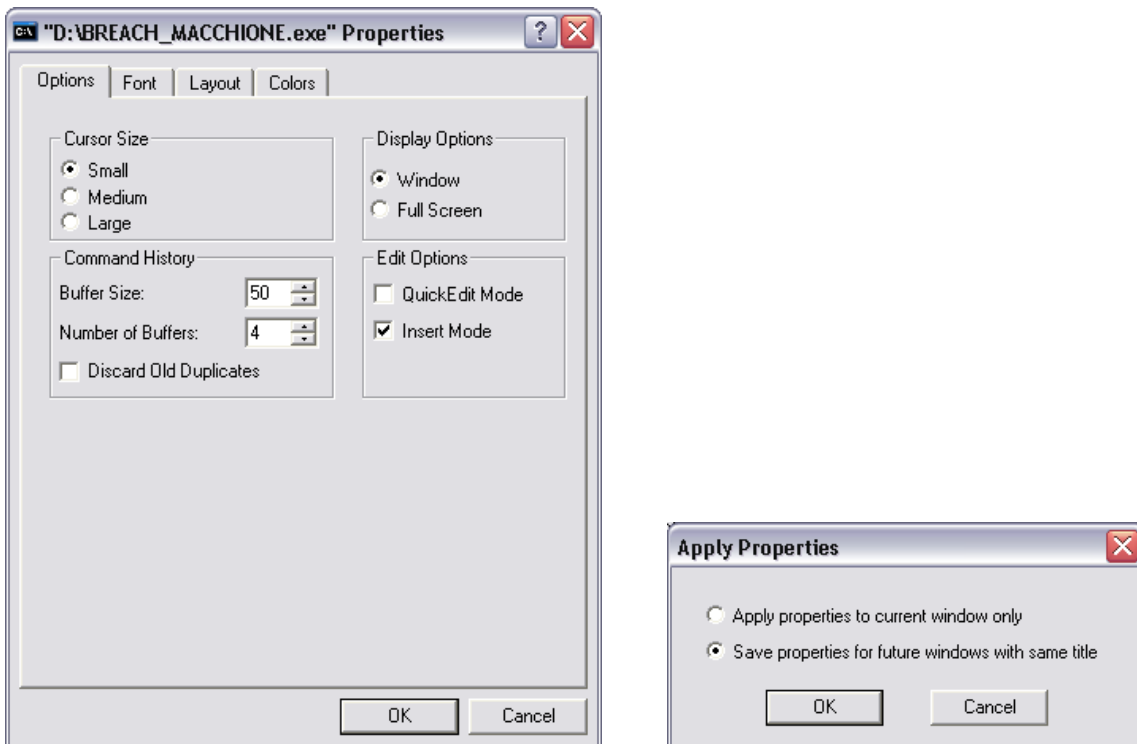 "D:\BREACH_MACCHIONE.exe" Properties
Options Font Layout Colors
Cursor Size
Small
Medium
Large
Display Options
Window
Full Screen
Command History
Buffer Size: 50
Number of Buffers: 4
Discard Old Duplicates
Edit Options
QuickEdit Mode
Insert Mode
OK Cancel
Apply Properties
Apply properties to current window only
Save properties for future windows with same title
OK Cancel